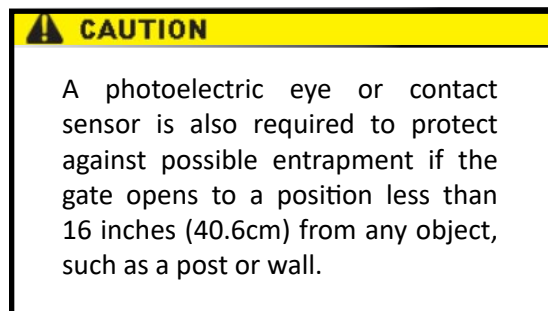 CAUTION
A photoelectric eye or contact
sensor is also required to protect
against possible entrapment if the
gate opens to a position less than
16 inches (40.6cm) from any object,
such as a post or wall.